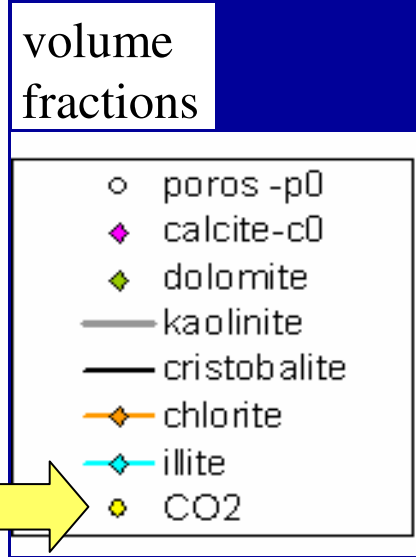 volume
fractions
poros -p0
calcite-c0
dolomite
kaolinite
cristobalite
chlorite
illite
CO2